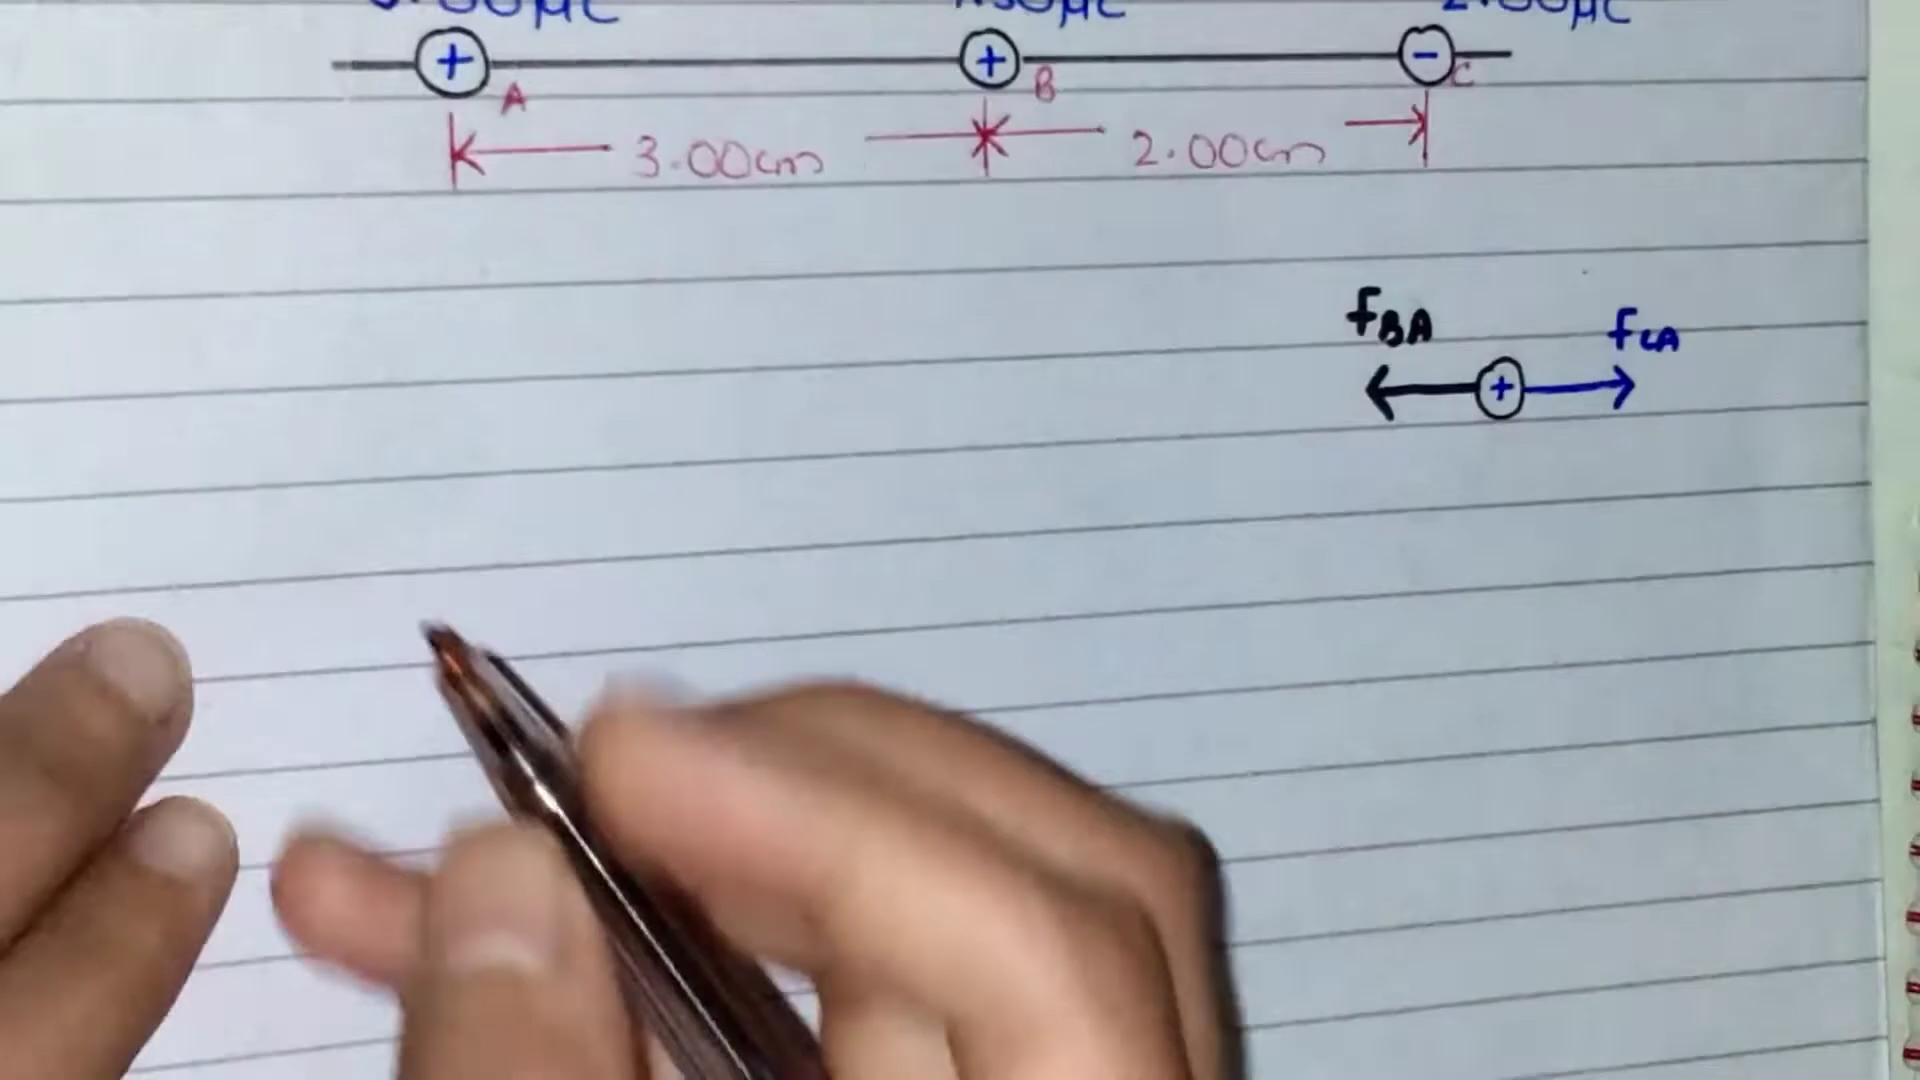 + + -
A B C
3.00cm 2.00cm
fBA fCA
+